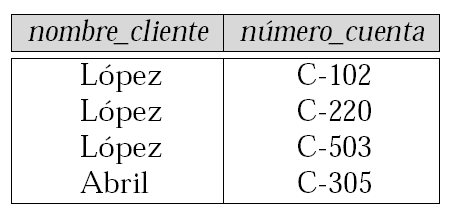 nombre_cliente número_cuenta
López C-102
López C-220
López C-503
Abril C-305